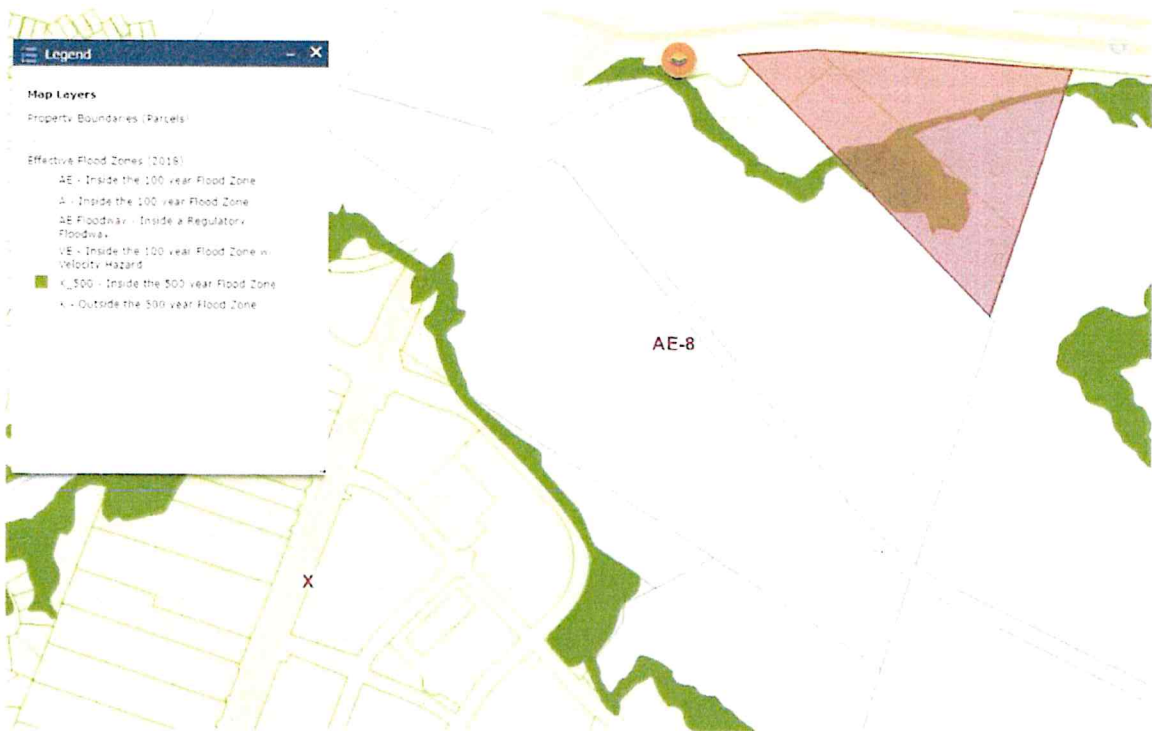 Legend
Map Layers
Property Boundaries (Parcels)
Effective Flood Zones (2019)
AE - Inside the 100 year Flood Zone
A - Inside the 100 year Flood Zone
AE Floodway - Inside a Regulatory
Floodway
VE - Inside the 100 year Flood Zone w
Velocity Hazard
X_500 - Inside the 500 year Flood Zone
X - Outside the 500 year Flood Zone
AE-8
X